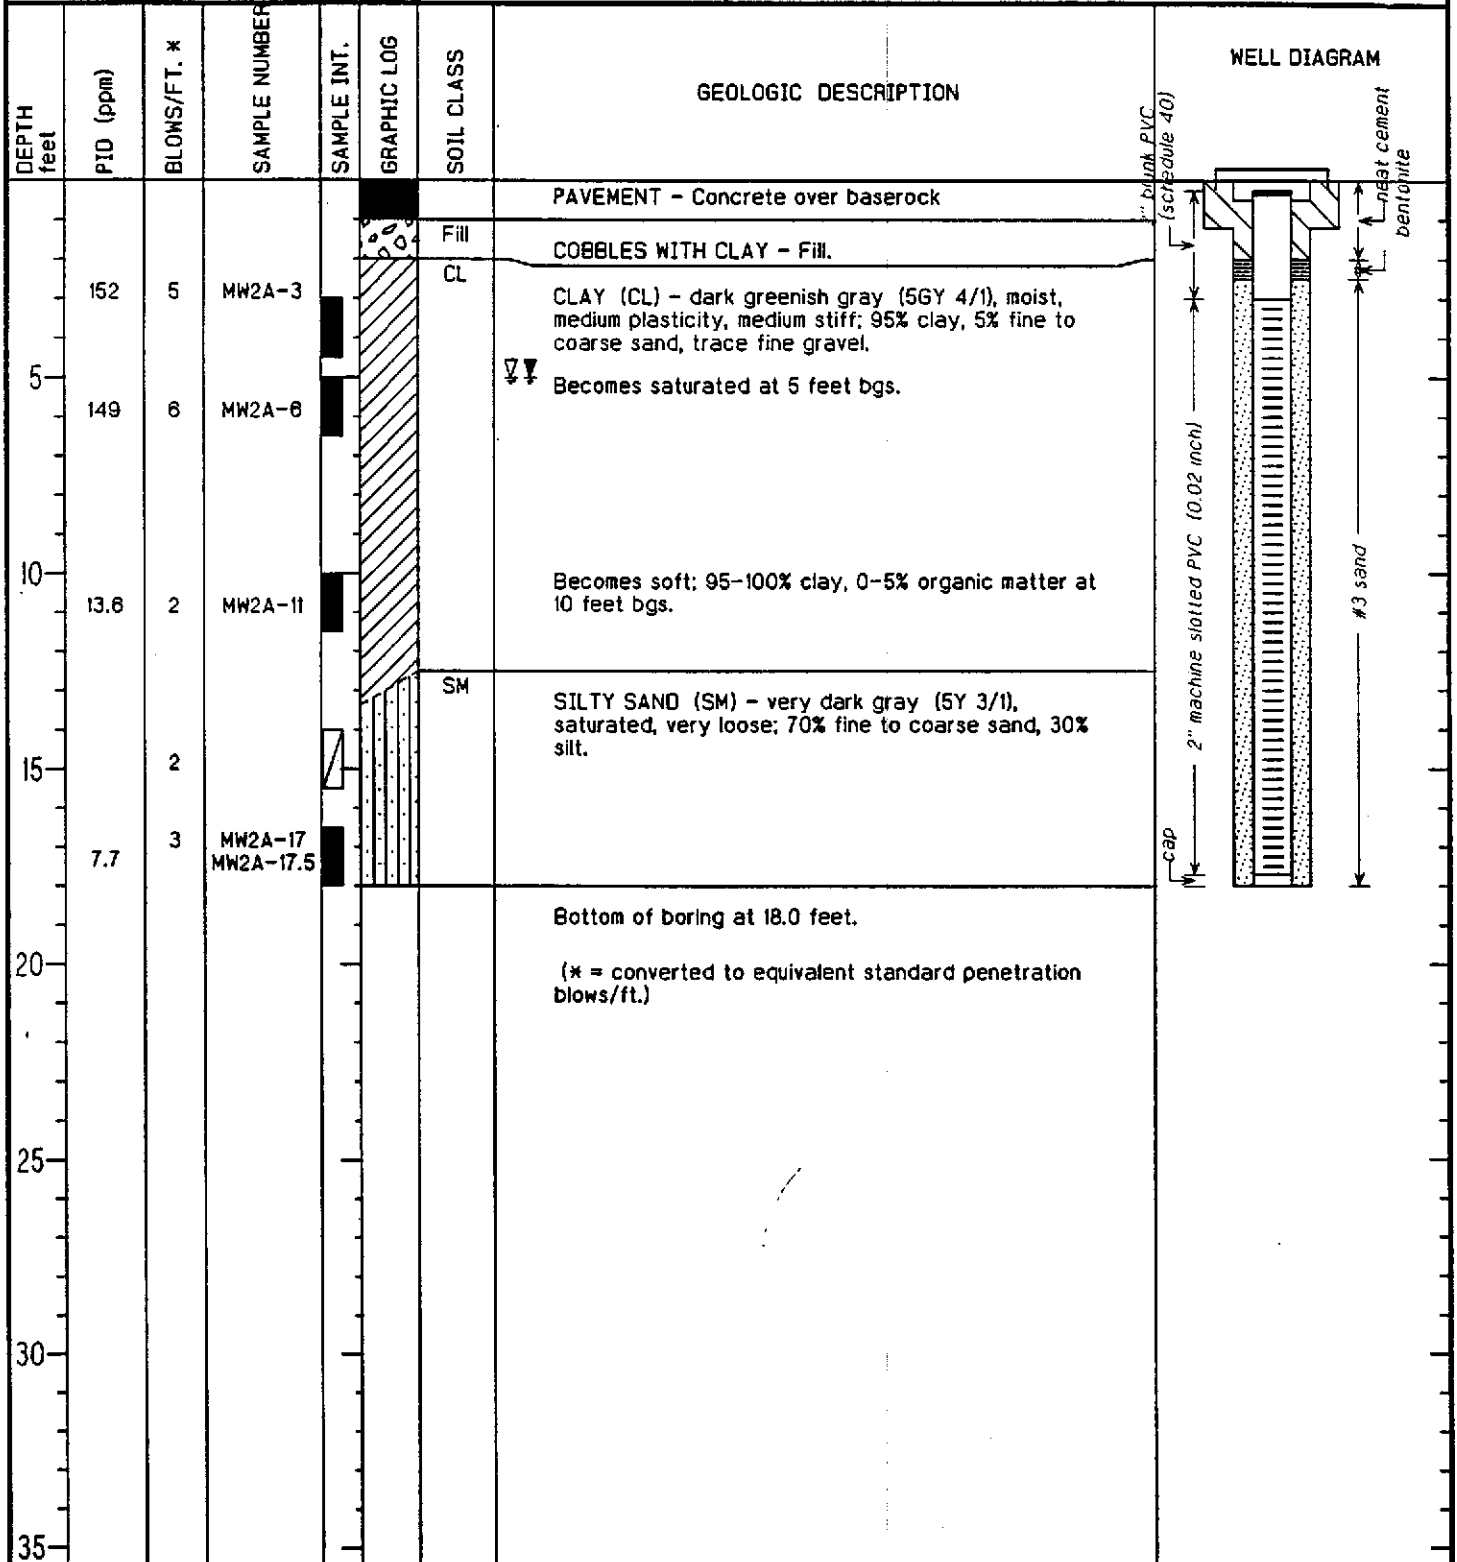 DEPTH feet
PID (ppm)
BLOWS/FT. *
SAMPLE NUMBER
SAMPLE INT.
GRAPHIC LOG
SOIL CLASS
GEOLOGIC DESCRIPTION
WELL DIAGRAM
blank PVC
(schedule 40)
neat cement
bentonite
PAVEMENT - Concrete over baserock
Fill
COBBLES WITH CLAY - Fill.
CL
152 5 MW2A-3
CLAY (CL) - dark greenish gray (5GY 4/1), moist,
medium plasticity, medium stiff; 95% clay, 5% fine to
coarse sand, trace fine gravel.
5
Becomes saturated at 5 feet bgs.
149 6 MW2A-6
2" machine slotted PVC (0.02 inch)
#3 sand
10
Becomes soft; 95-100% clay, 0-5% organic matter at
10 feet bgs.
13.6 2 MW2A-11
SM
SILTY SAND (SM) - very dark gray (5Y 3/1),
saturated, very loose; 70% fine to coarse sand, 30%
silt.
15
2
3 MW2A-17
7.7 MW2A-17.5
cap
Bottom of boring at 18.0 feet.
20
(* = converted to equivalent standard penetration
blows/ft.)
25
30
35